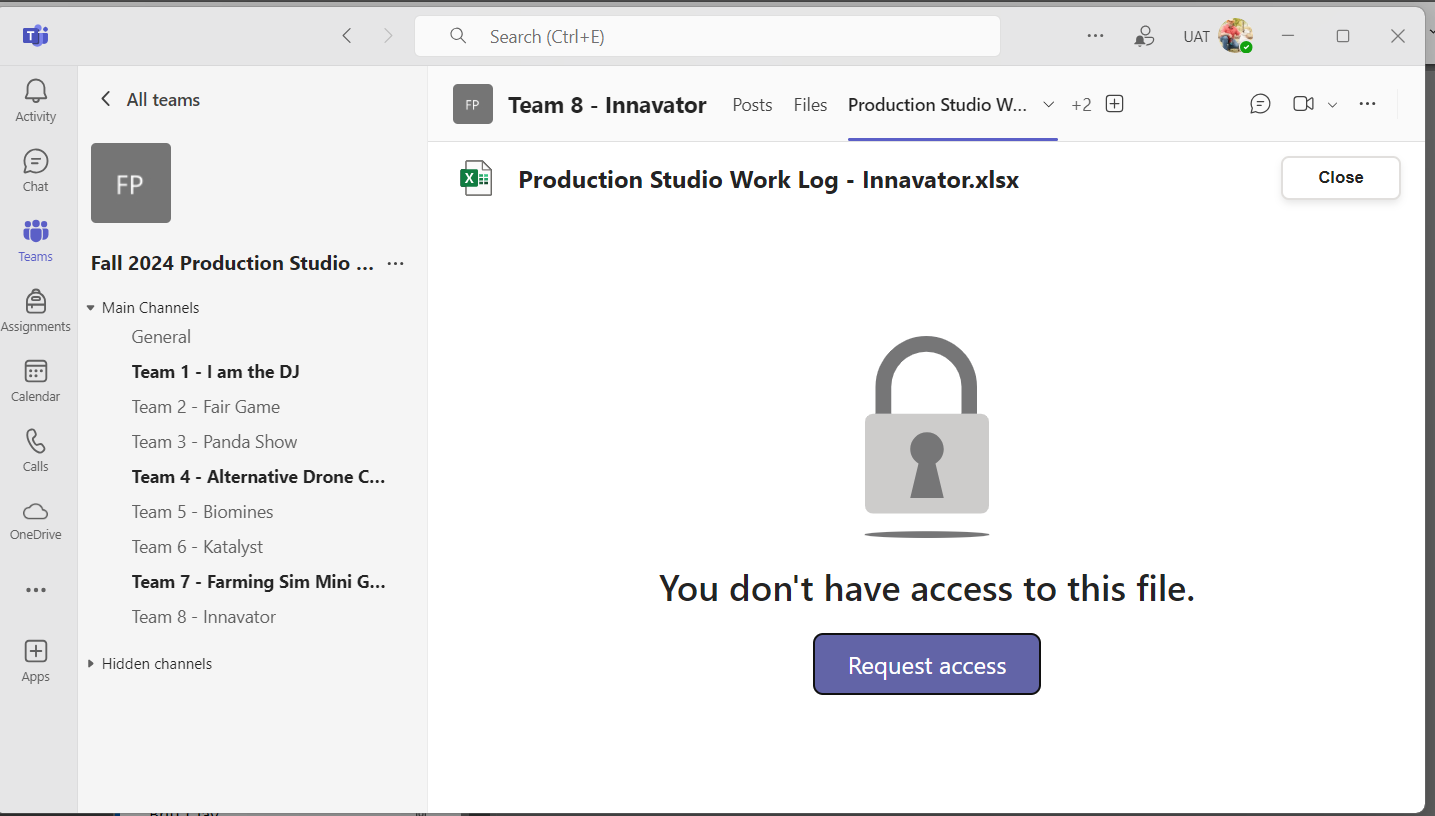 Search (Ctrl+E)
UAT
Activity
Chat
Teams
Assignments
Calendar
Calls
OneDrive
Apps
All teams
FP
Fall 2024 Production Studio ...
Main Channels
General
Team 1 - I am the DJ
Team 2 - Fair Game
Team 3 - Panda Show
Team 4 - Alternative Drone C...
Team 5 - Biomines
Team 6 - Katalyst
Team 7 - Farming Sim Mini G...
Team 8 - Innavator
Hidden channels
FP Team 8 - Innavator Posts Files Production Studio W... +2
Production Studio Work Log - Innavator.xlsx
Close
You don't have access to this file.
Request access